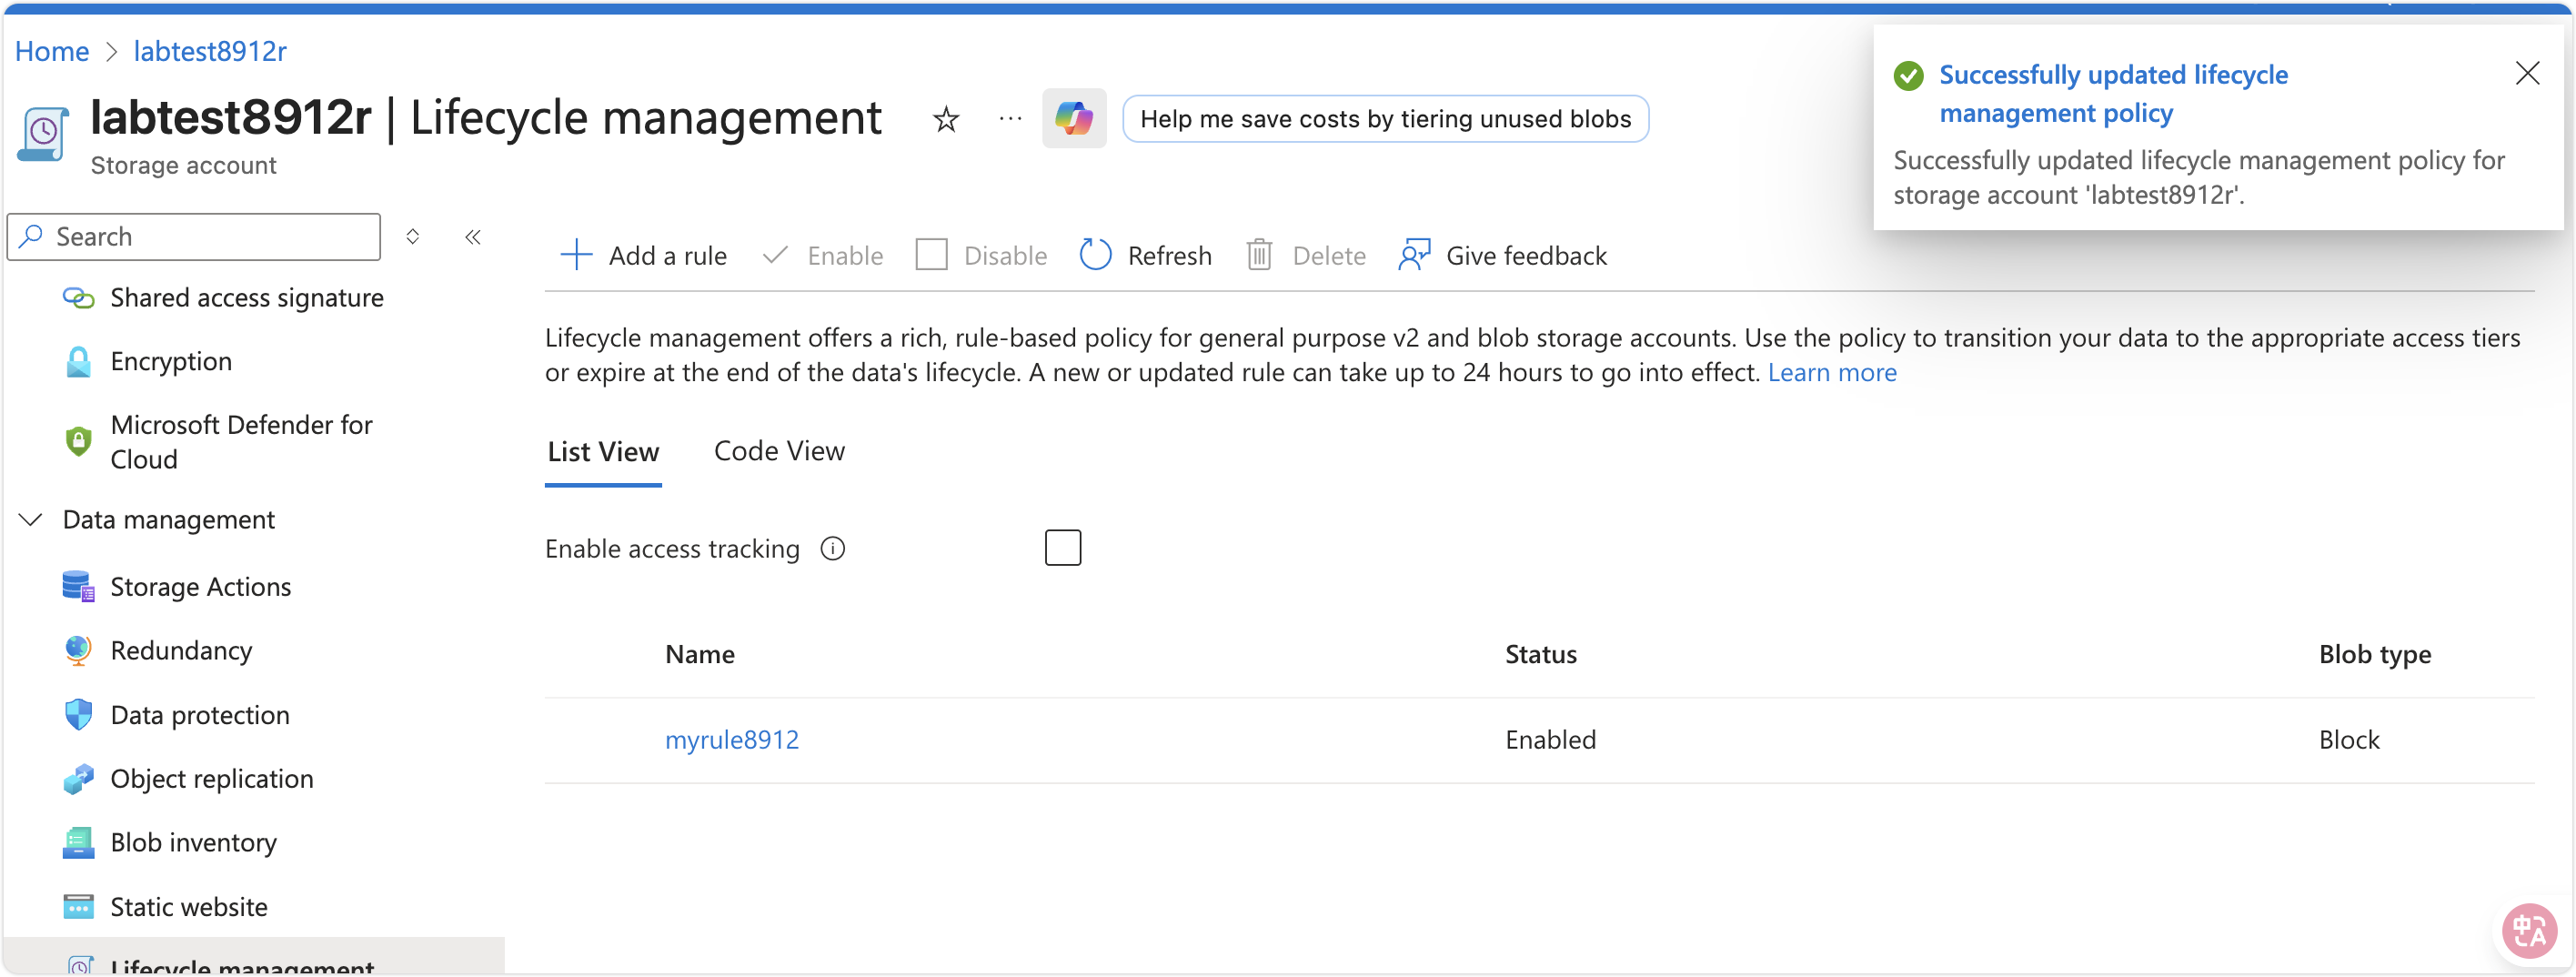 Home > labtest8912r
labtest8912r | Lifecycle management
Help me save costs by tiering unused blobs
Storage account
Successfully updated lifecycle
management policy
Successfully updated lifecycle management policy for
storage account 'labtest8912r'.
Search
Shared access signature
Encryption
Microsoft Defender for
Cloud
Data management
Storage Actions
Redundancy
Data protection
Object replication
Blob inventory
Static website
Lifecycle management
Add a rule
Enable
Disable
Refresh
Delete
Give feedback
Lifecycle management offers a rich, rule-based policy for general purpose v2 and blob storage accounts. Use the policy to transition your data to the appropriate access tiers
or expire at the end of the data's lifecycle. A new or updated rule can take up to 24 hours to go into effect. Learn more
List View
Code View
Enable access tracking
Name Status Blob type
myrule8912 Enabled Block
中A